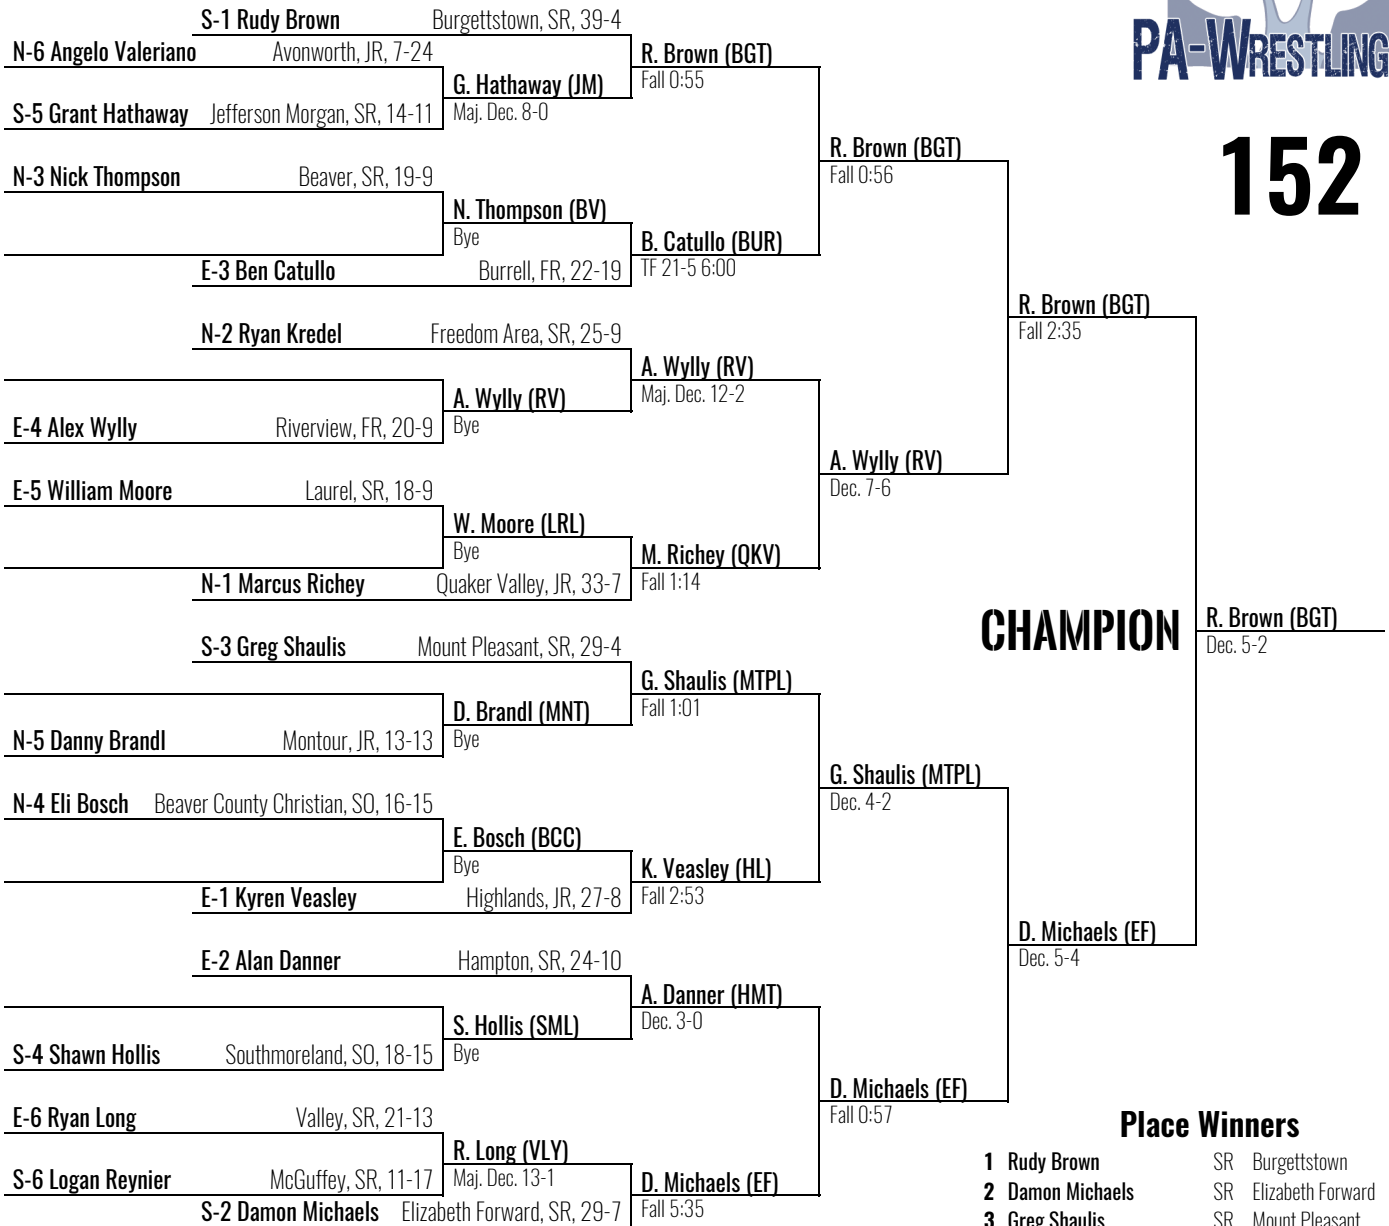 S-1 Rudy Brown Burgettstown, SR, 39-4
N-6 Angelo Valeriano Avonworth, JR, 7-24
R. Brown (BGT)
Fall 0:55
PA-WRESTLING
G. Hathaway (JM)
Maj. Dec. 8-0
S-5 Grant Hathaway Jefferson Morgan, SR, 14-11
R. Brown (BGT)
Fall 0:56
152
N-3 Nick Thompson Beaver, SR, 19-9
N. Thompson (BV)
Bye
B. Catullo (BUR)
TF 21-5 6:00
E-3 Ben Catullo Burrell, FR, 22-19
R. Brown (BGT)
Fall 2:35
N-2 Ryan Kredel Freedom Area, SR, 25-9
A. Wylly (RV)
Maj. Dec. 12-2
A. Wylly (RV)
Bye
E-4 Alex Wylly Riverview, FR, 20-9
A. Wylly (RV)
Dec. 7-6
E-5 William Moore Laurel, SR, 18-9
W. Moore (LRL)
Bye
M. Richey (QKV)
Fall 1:14
N-1 Marcus Richey Quaker Valley, JR, 33-7
CHAMPION
R. Brown (BGT)
Dec. 5-2
S-3 Greg Shaulis Mount Pleasant, SR, 29-4
G. Shaulis (MTPL)
Fall 1:01
D. Brandl (MNT)
Bye
N-5 Danny Brandl Montour, JR, 13-13
G. Shaulis (MTPL)
Dec. 4-2
N-4 Eli Bosch Beaver County Christian, SO, 16-15
E. Bosch (BCC)
Bye
K. Veasley (HL)
Fall 2:53
E-1 Kyren Veasley Highlands, JR, 27-8
D. Michaels (EF)
Dec. 5-4
E-2 Alan Danner Hampton, SR, 24-10
A. Danner (HMT)
Dec. 3-0
S. Hollis (SML)
Bye
S-4 Shawn Hollis Southmoreland, SO, 18-15
D. Michaels (EF)
Fall 0:57
E-6 Ryan Long Valley, SR, 21-13
R. Long (VLY)
Maj. Dec. 13-1
S-6 Logan Reynier McGuffey, SR, 11-17
D. Michaels (EF)
Fall 5:35
S-2 Damon Michaels Elizabeth Forward, SR, 29-7
Place Winners
1 Rudy Brown SR Burgettstown
2 Damon Michaels SR Elizabeth Forward
3 Greg Shaulis SR Mount Pleasant